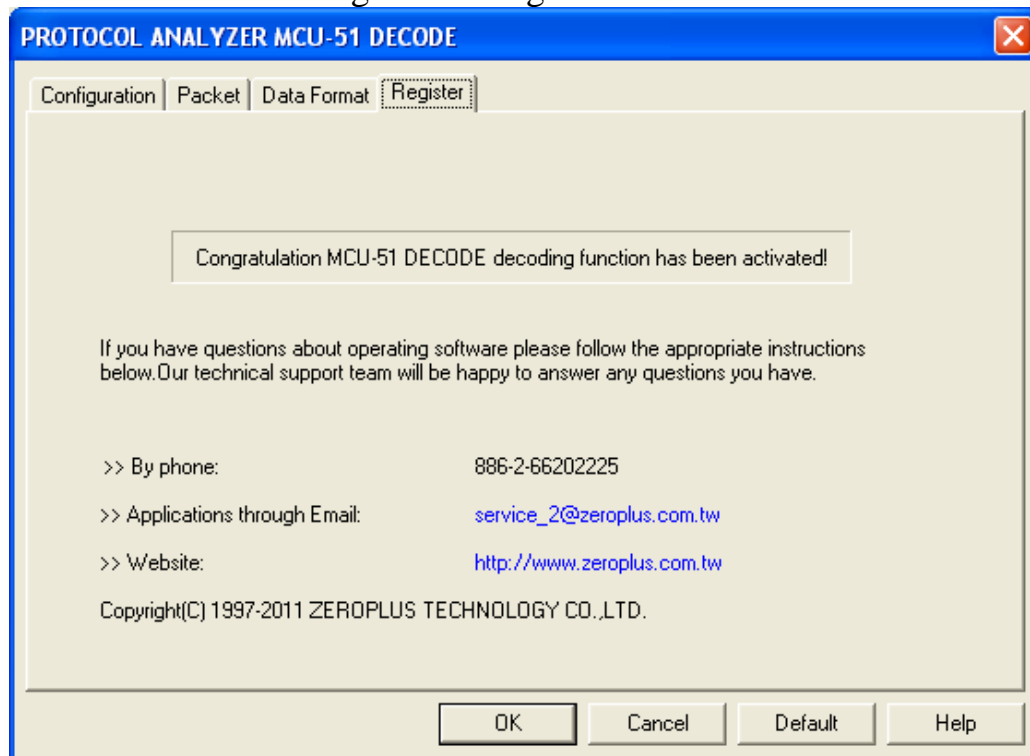 PROTOCOL ANALYZER MCU-51 DECODE
Configuration Packet Data Format Register
Congratulation MCU-51 DECODE decoding function has been activated!
If you have questions about operating software please follow the appropriate instructions
below.Our technical support team will be happy to answer any questions you have.
>> By phone: 886-2-66202225
>> Applications through Email: service_2@zeroplus.com.tw
>> Website: http://www.zeroplus.com.tw
Copyright(C) 1997-2011 ZEROPLUS TECHNOLOGY CO.,LTD.
OK Cancel Default Help